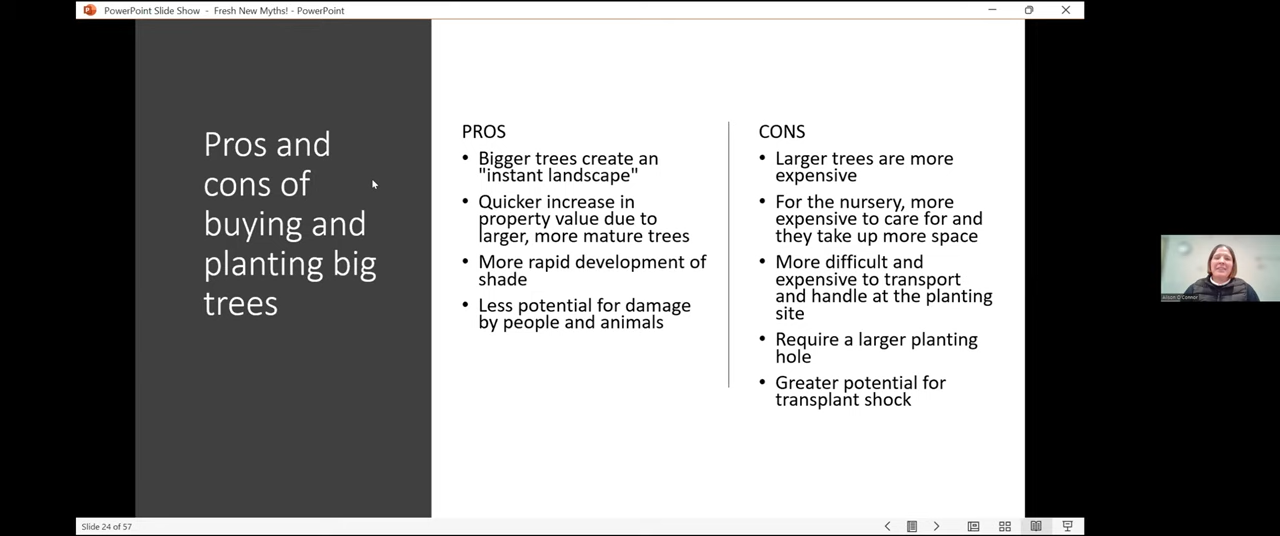 PowerPoint Slide Show - Fresh New Myths! - PowerPoint
Pros and
cons of
buying and
planting big
trees
PROS
• Bigger trees create an
"instant landscape"
• Quicker increase in
property value due to
larger, more mature trees
• More rapid development of
shade
• Less potential for damage
by people and animals
CONS
• Larger trees are more
expensive
• For the nursery, more
expensive to care for and
they take up more space
• More difficult and
expensive to transport
and handle at the planting
site
• Require a larger planting
hole
• Greater potential for
transplant shock
Alison O'Connor
Slide 24 of 57